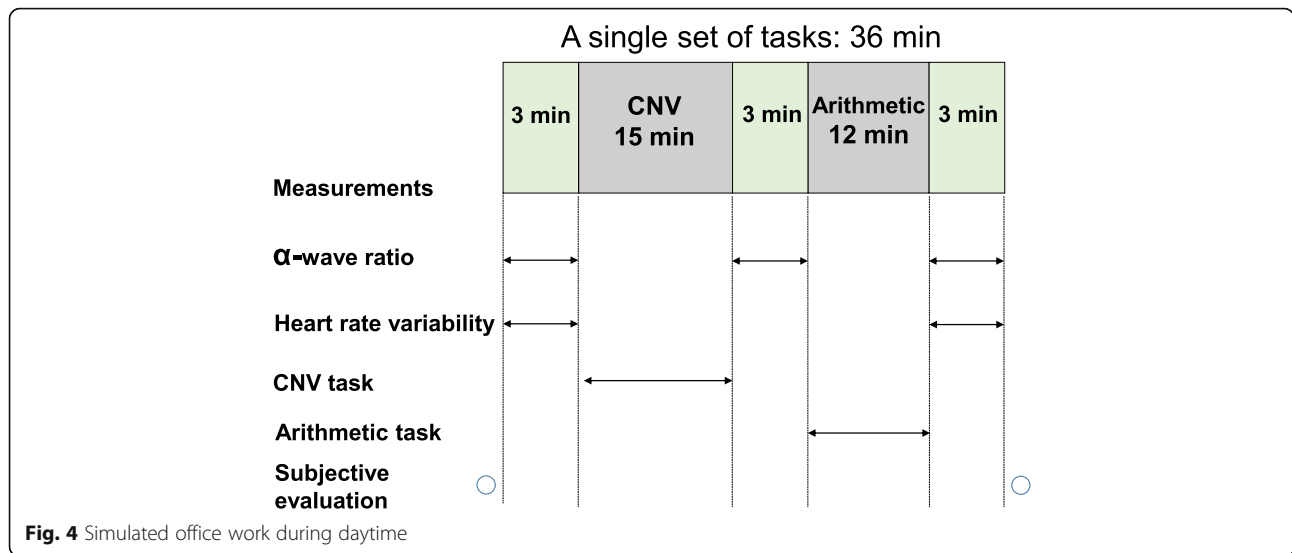 A single set of tasks: 36 min
3 min
CNV
15 min
3 min
Arithmetic
12 min
3 min
Measurements
α-wave ratio
Heart rate variability
CNV task
Arithmetic task
Subjective
evaluation
Fig. 4 Simulated office work during daytime